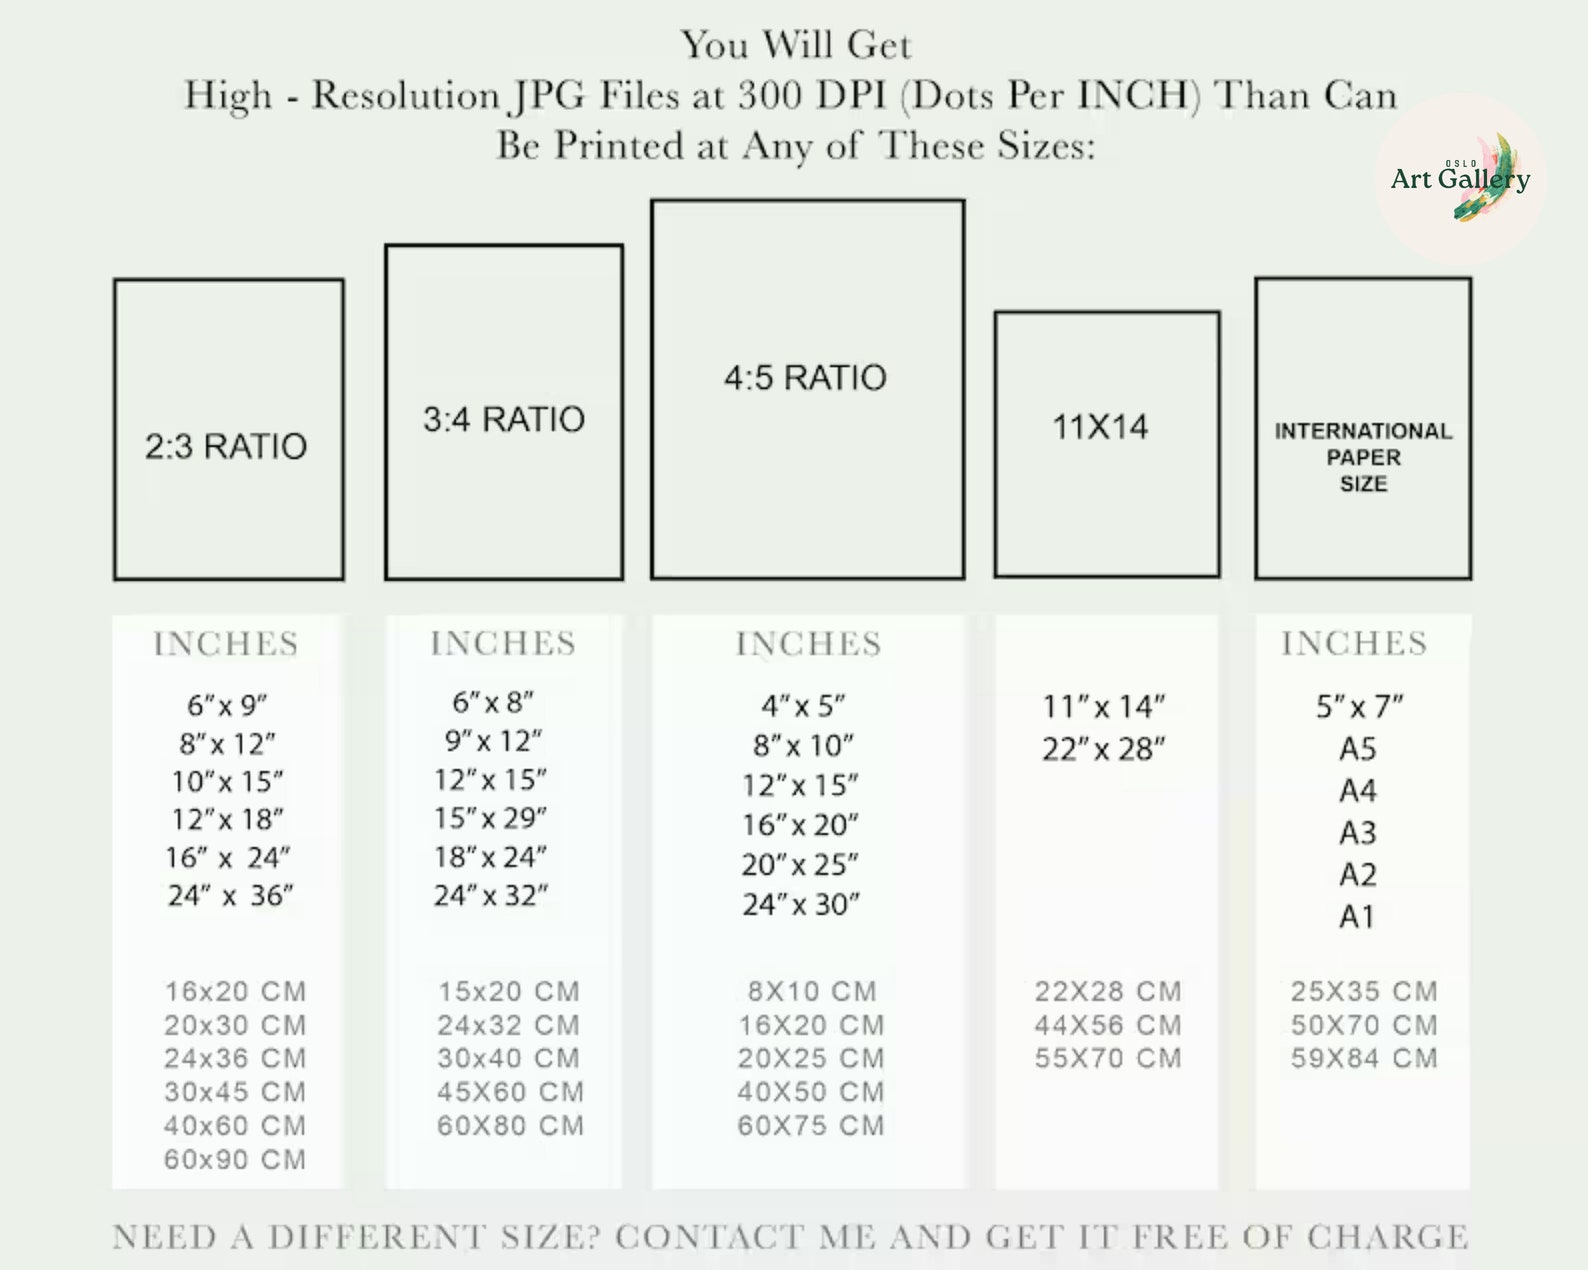 You Will Get
High - Resolution JPG Files at 300 DPI (Dots Per INCH) Than Can
Be Printed at Any of These Sizes:
OSLO
Art Gallery
2:3 RATIO
3:4 RATIO
4:5 RATIO
11X14
INTERNATIONAL
PAPER
SIZE
INCHES
6”x 9”
8”x 12”
10”x 15”
12”x 18”
16” x 24”
24” x 36”
16x20 CM
20x30 CM
24x36 CM
30x45 CM
40x60 CM
60x90 CM
INCHES
6”x 8”
9”x 12”
12”x 15”
15”x 29”
18”x 24”
24”x 32”
15x20 CM
24x32 CM
30x40 CM
45X60 CM
60X80 CM
INCHES
4”x 5”
8”x 10”
12”x 15”
16”x 20”
20”x 25”
24”x 30”
8X10 CM
16X20 CM
20X25 CM
40X50 CM
60X75 CM
11”x 14”
22”x 28”
22X28 CM
44X56 CM
55X70 CM
INCHES
5”x 7”
A5
A4
A3
A2
A1
25X35 CM
50X70 CM
59X84 CM
NEED A DIFFERENT SIZE? CONTACT ME AND GET IT FREE OF CHARGE